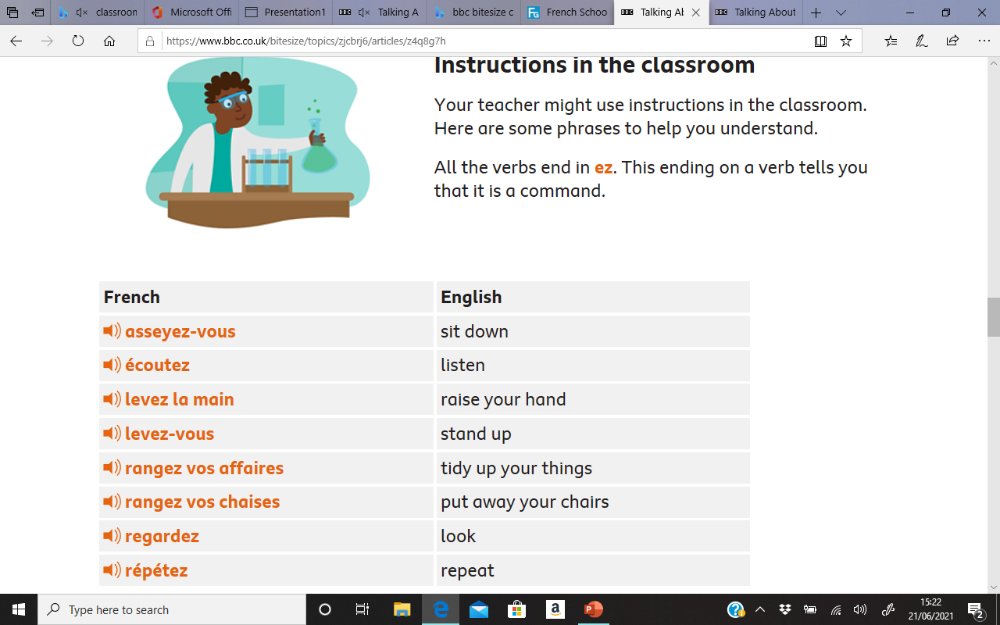 classroon
Microsoft Offi
Presentation1
BBC Talking A
bbc bitesize c
FG French Schoo
BBC Talking Al
BBC Talking About
https://www.bbc.co.uk/bitesize/topics/zjcbrj6/articles/z4q8g7h
Instructions in the classroom
Your teacher might use instructions in the classroom.
Here are some phrases to help you understand.
All the verbs end in ez. This ending on a verb tells you
that it is a command.
French English
asseyez-vous sit down
écoutez listen
levez la main raise your hand
levez-vous stand up
rangez vos affaires tidy up your things
rangez vos chaises put away your chairs
regardez look
répétez repeat
Type here to search
15:22
21/06/2021
2